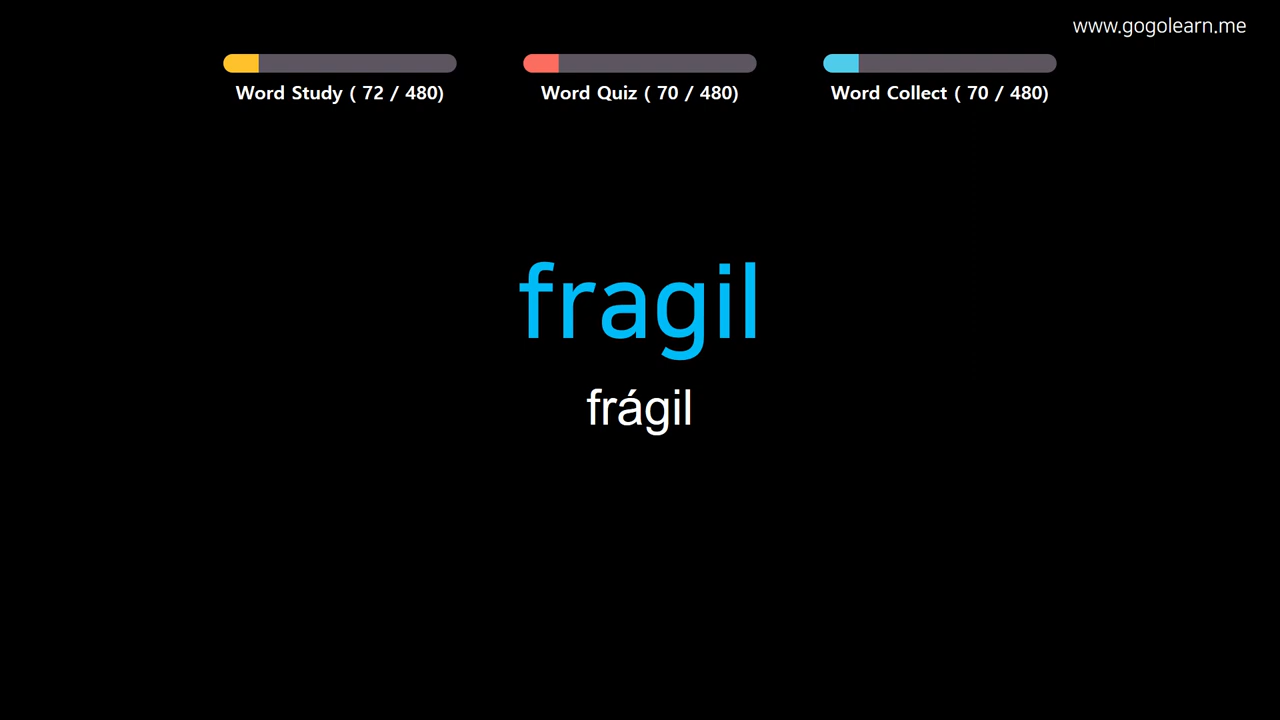 www.gogolearn.me
Word Study ( 72 / 480)
Word Quiz ( 70 / 480)
Word Collect ( 70 / 480)
fragil
frágil